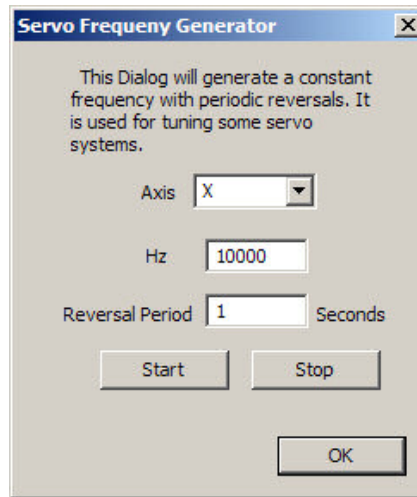 Servo Frequeny Generator
This Dialog will generate a constant
frequency with periodic reversals. It
is used for tuning some servo
systems.
Axis X
Hz 10000
Reversal Period 1 Seconds
Start Stop
OK